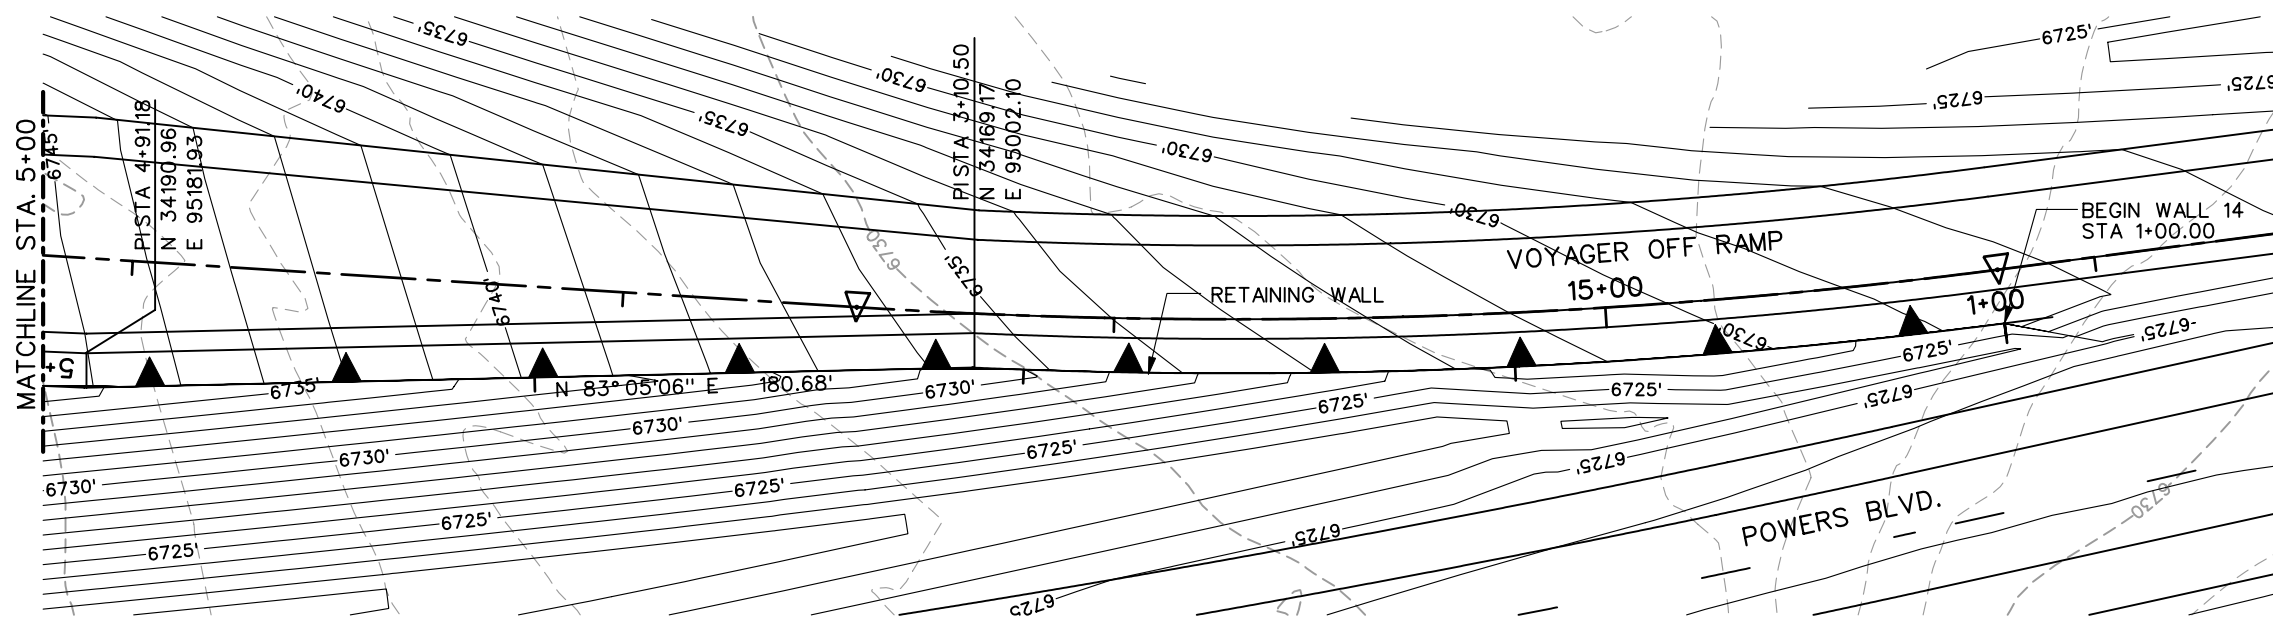 6735'
6725'
6730'
6740'
6725'
6725'
6735'
6730'
MATCHLINE STA. 5+00
6745'
PISTA 4+91.18
N 34190.96
E 95181.93
PISTA 3+10.50
N 34169.17
E 95002.10
6730'
BEGIN WALL 14
STA 1+00.00
6730
VOYAGER OFF RAMP
6735'
6740'
15+00
RETAINING WALL
1+00
6730'
6725'
5+
6725'
N 83°05'06" E 180.68'
6735'
6730'
6725'
6725'
6725'
6730'
6725'
6730'
6725'
6730'
6725'
6730
6725'
6725'
POWERS BLVD.
6725'
6725